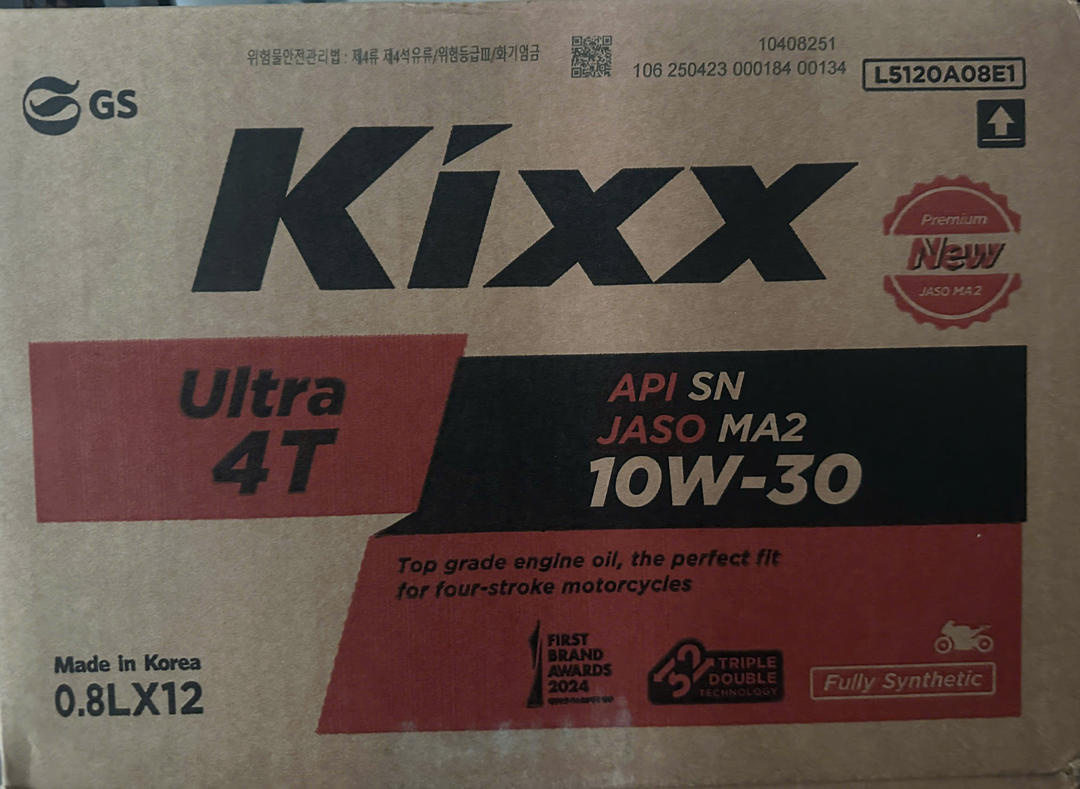 위험물안전관리법 : 제4류 제4석유류/위험등급Ⅲ/화기엄금
10408251
106 250423 000184 00134
L5120A08E1
GS
Kixx
Premium
New
JASO MA2
Ultra
4T
API SN
JASO MA2
10W-30
Top grade engine oil, the perfect fit
for four-stroke motorcycles
FIRST
BRAND
AWARDS
2024
TRIPLE
DOUBLE
TECHNOLOGY
Fully Synthetic
Made in Korea
0.8LX12